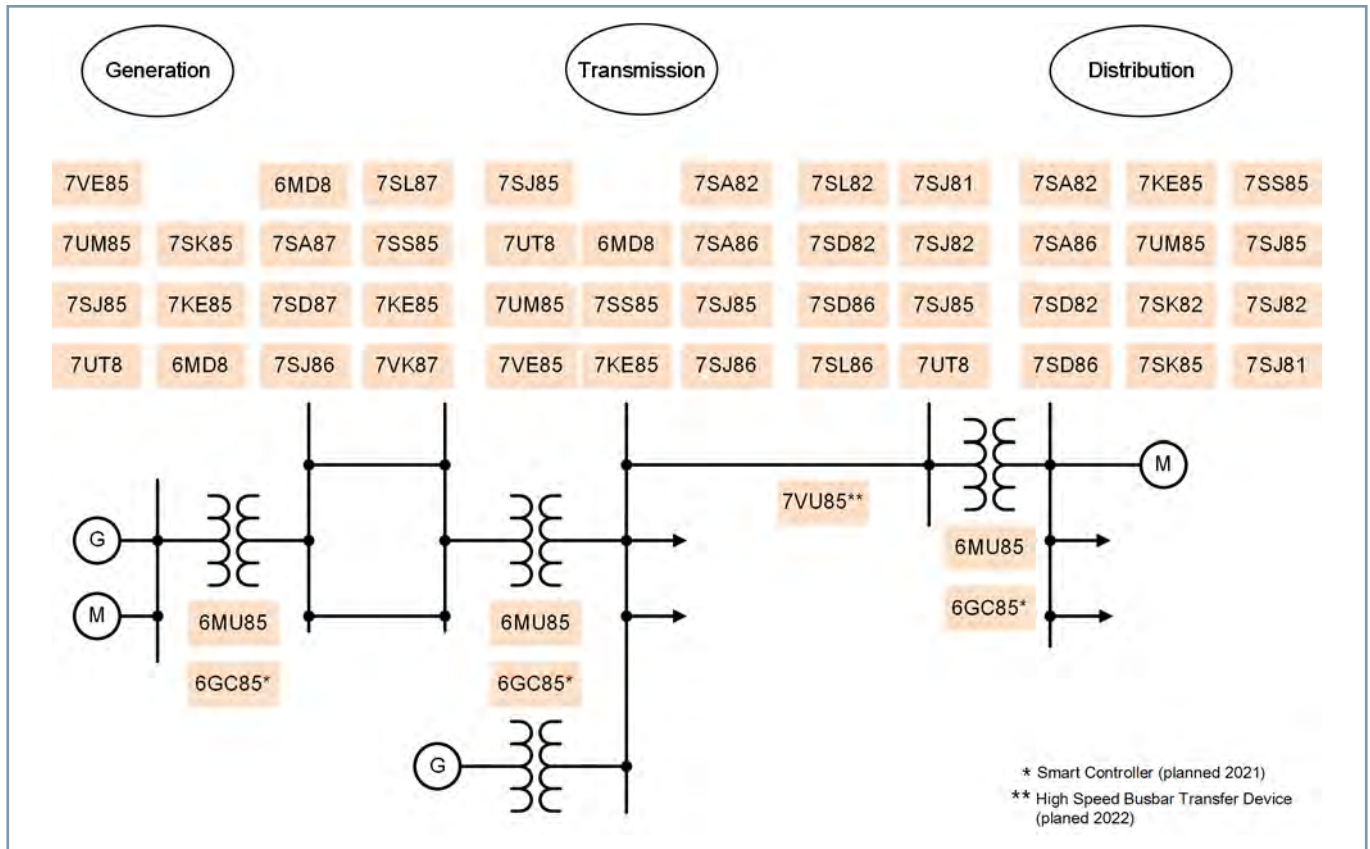 Generation Transmission Distribution
7VE85 6MD8 7SL87 7SJ85 7SA82 7SL82 7SJ81 7SA82 7KE85 7SS85
7UM85 7SK85 7SA87 7SS85 7UT8 6MD8 7SA86 7SD82 7SJ82 7SA86 7UM85 7SJ85
7SJ85 7KE85 7SD87 7KE85 7UM85 7SS85 7SJ85 7SD86 7SJ85 7SD82 7SK82 7SJ82
7UT8 6MD8 7SJ86 7VK87 7VE85 7KE85 7SJ86 7SL86 7UT8 7SD86 7SK85 7SJ81
M
7VU85**
G
6MU85
M
6MU85 6MU85
6GC85*
6GC85* 6GC85*
G
* Smart Controller (planned 2021)
** High Speed Busbar Transfer Device
(planed 2022)